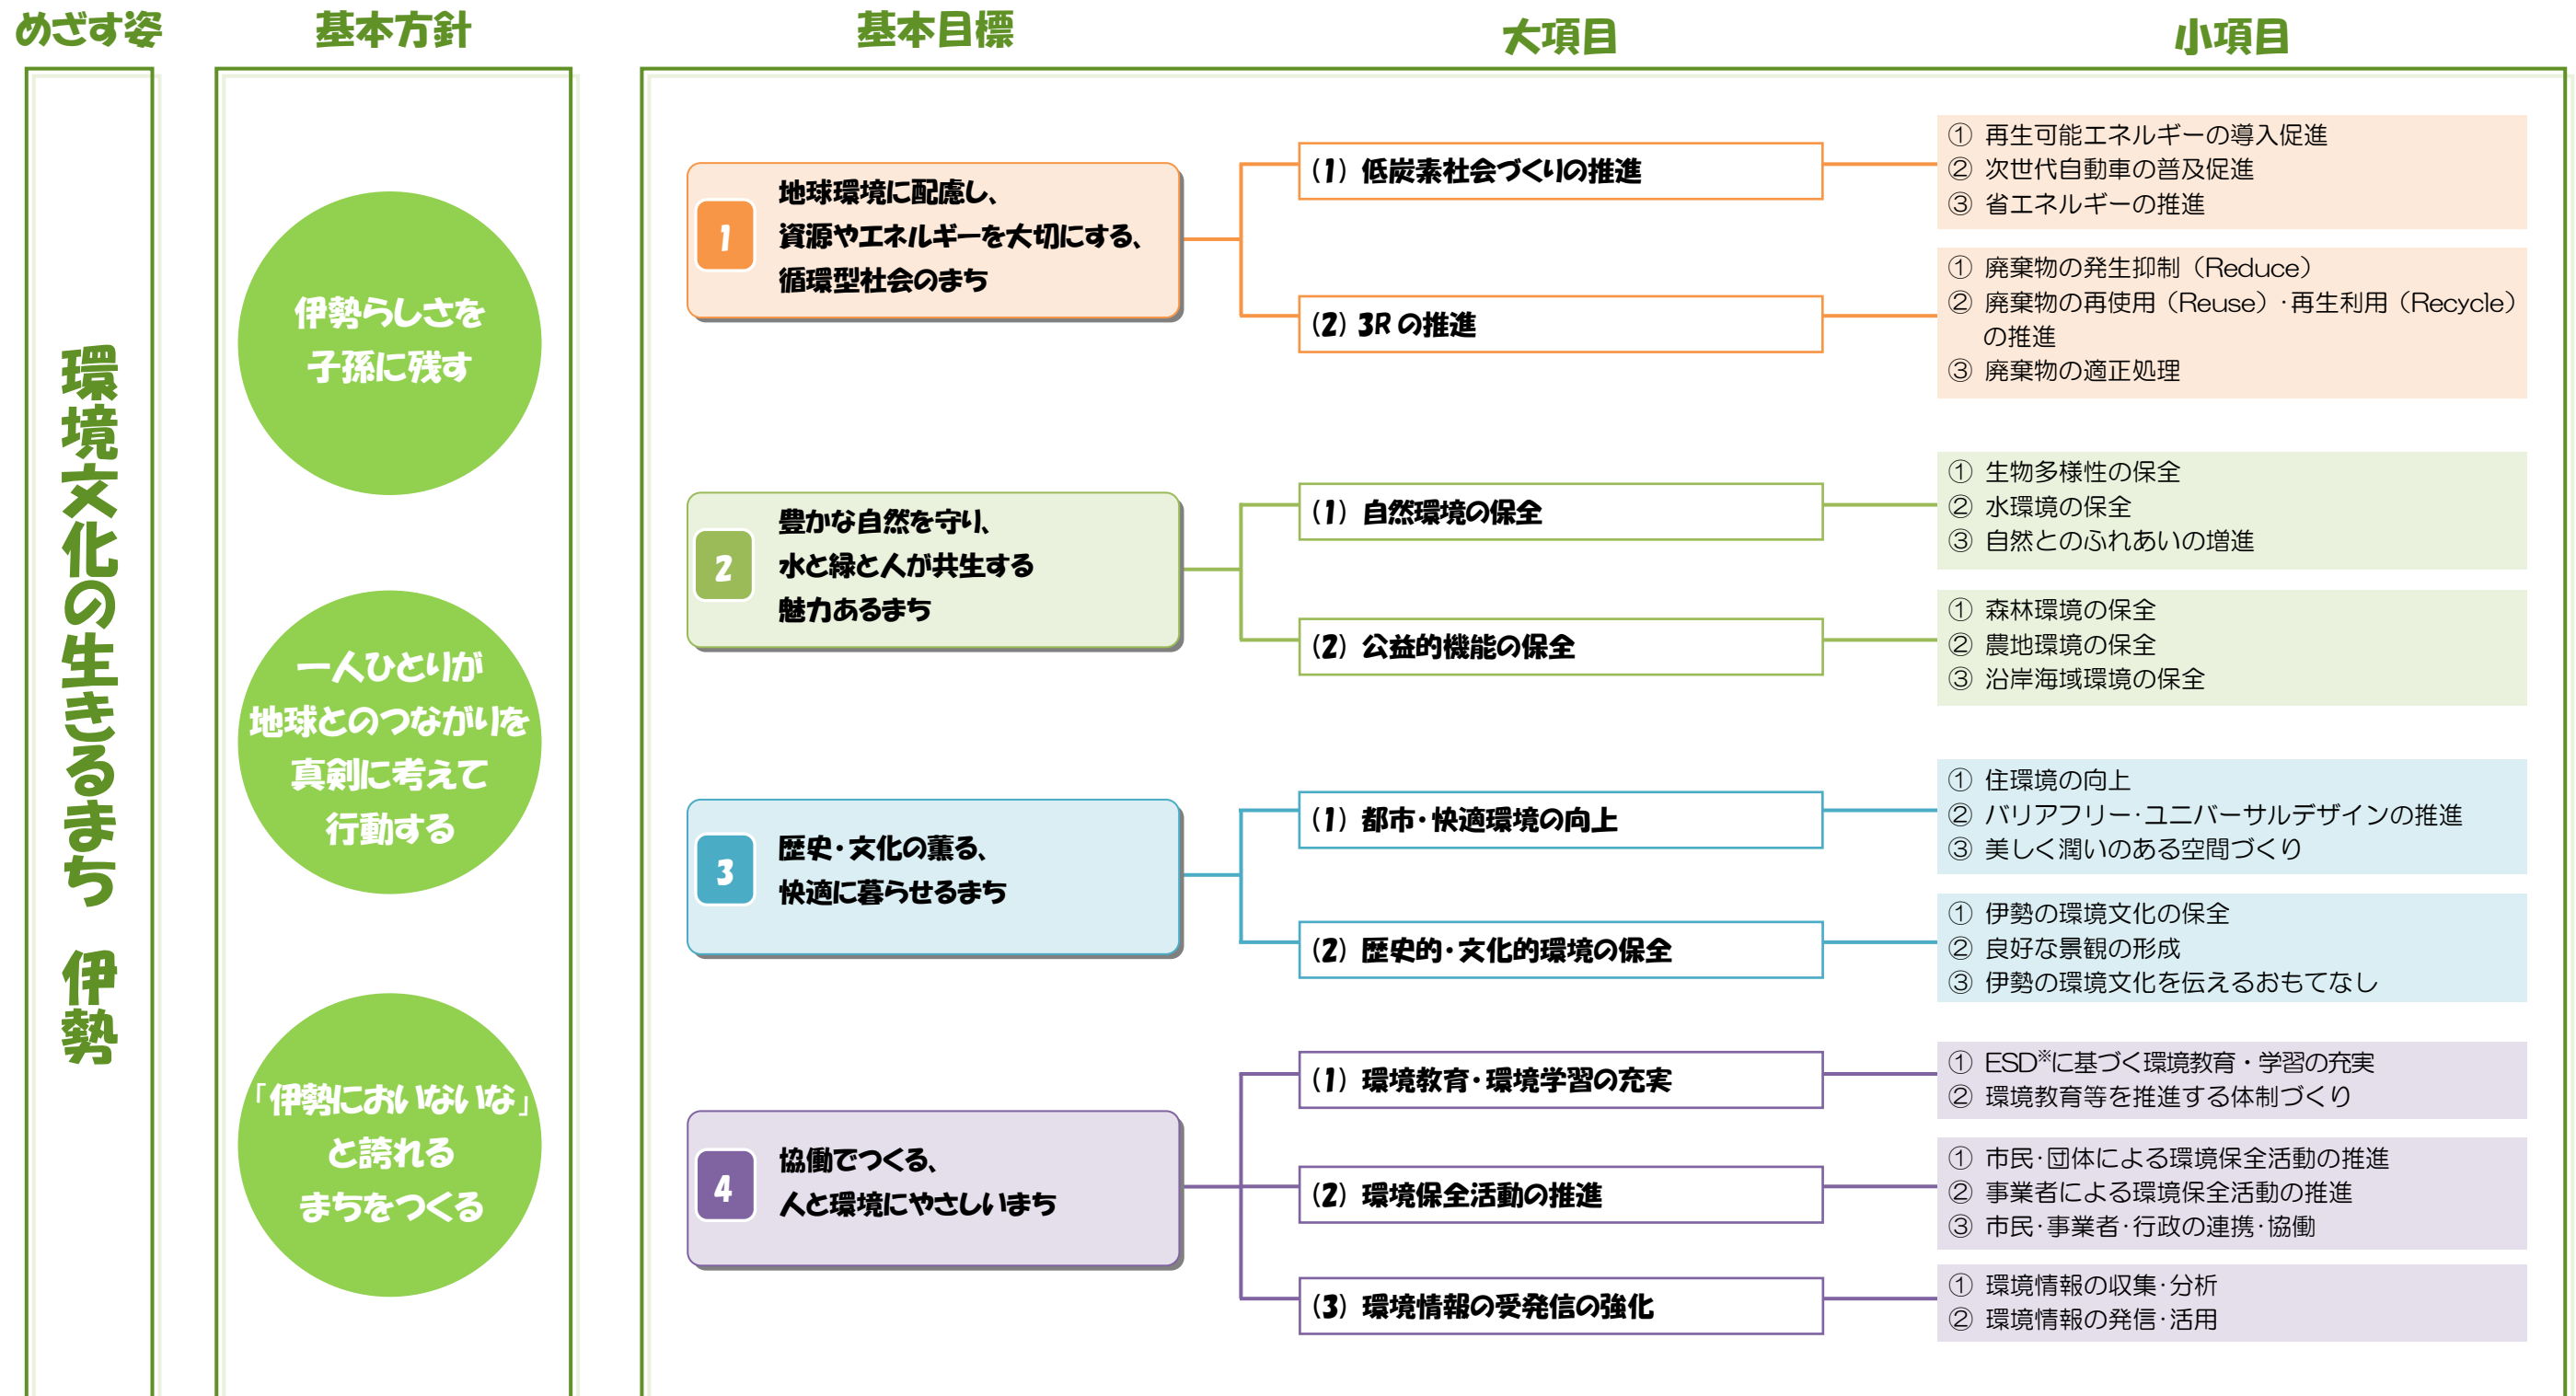 めざす姿
基本方針
基本目標
大項目
小項目
環境文化の生きるまち　伊勢
伊勢らしさを
子孫に残す
一人ひとりが
地球とのつながりを
真剣に考えて
行動する
「伊勢においないな」
と誇れる
まちをつくる
1
地球環境に配慮し、
資源やエネルギーを大切にする、
循環型社会のまち
(1) 低炭素社会づくりの推進
① 再生可能エネルギーの導入促進
② 次世代自動車の普及促進
③ 省エネルギーの推進
(2) 3R の推進
① 廃棄物の発生抑制（Reduce）
② 廃棄物の再使用（Reuse）・再生利用（Recycle）
の推進
③ 廃棄物の適正処理
2
豊かな自然を守り、
水と緑と人が共生する
魅力あるまち
(1) 自然環境の保全
① 生物多様性の保全
② 水環境の保全
③ 自然とのふれあいの増進
(2) 公益的機能の保全
① 森林環境の保全
② 農地環境の保全
③ 沿岸海域環境の保全
3
歴史・文化の薫る、
快適に暮らせるまち
(1) 都市・快適環境の向上
① 住環境の向上
② バリアフリー・ユニバーサルデザインの推進
③ 美しく潤いのある空間づくり
(2) 歴史的・文化的環境の保全
① 伊勢の環境文化の保全
② 良好な景観の形成
③ 伊勢の環境文化を伝えるおもてなし
4
協働でつくる、
人と環境にやさしいまち
(1) 環境教育・環境学習の充実
① ESD※に基づく環境教育・学習の充実
② 環境教育等を推進する体制づくり
(2) 環境保全活動の推進
① 市民・団体による環境保全活動の推進
② 事業者による環境保全活動の推進
③ 市民・事業者・行政の連携・協働
(3) 環境情報の受発信の強化
① 環境情報の収集・分析
② 環境情報の発信・活用